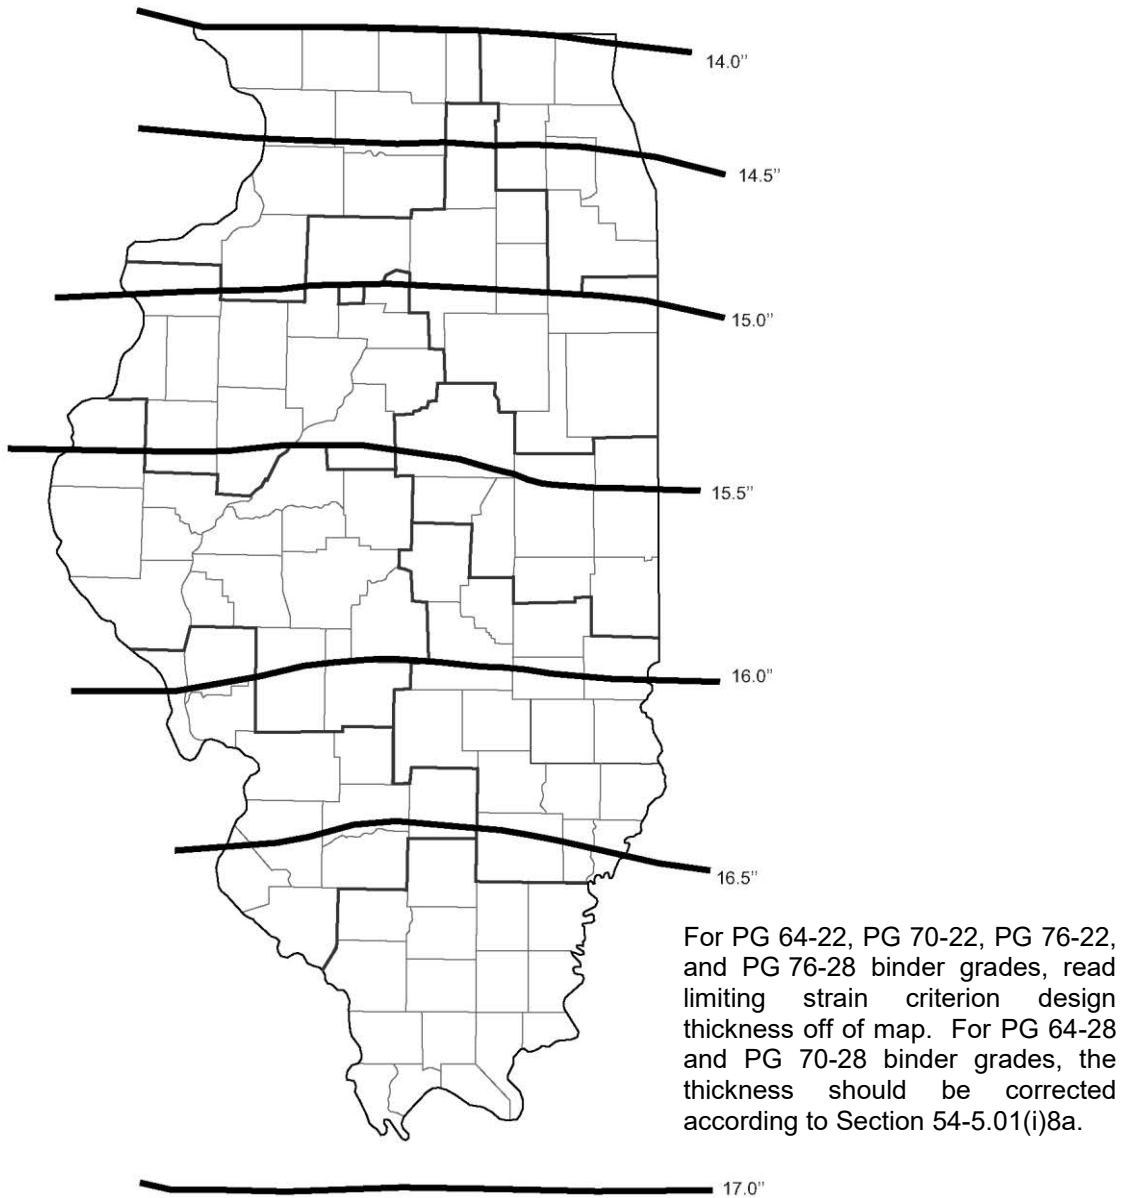 14.0”
14.5”
15.0”
15.5”
16.0”
16.5”
For PG 64-22, PG 70-22, PG 76-22,
and PG 76-28 binder grades, read
limiting strain criterion design
thickness off of map. For PG 64-28
and PG 70-28 binder grades, the
thickness should be corrected
according to Section 54-5.01(i)8a.
17.0”